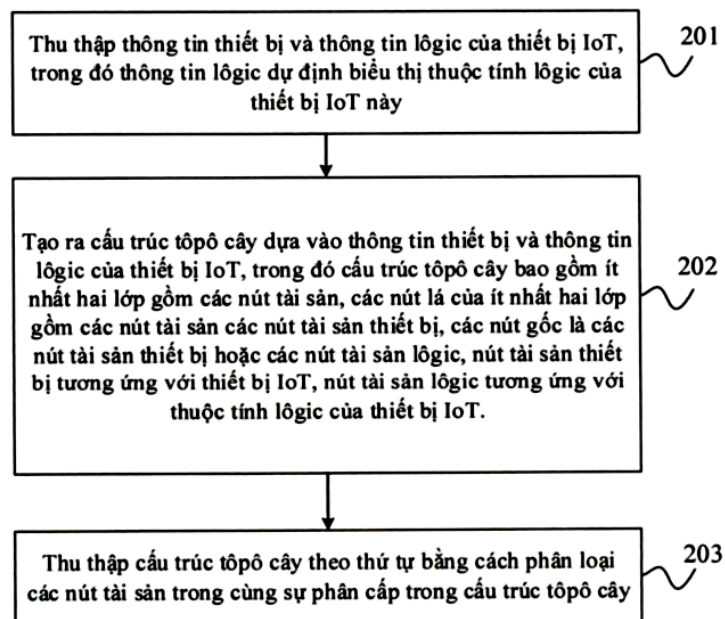 Thu thập thông tin thiết bị và thông tin lôgic của thiết bị IoT,
trong đó thông tin lôgic dự định biểu thị thuộc tính lôgic của
thiết bị IoT này
201
Tạo ra cấu trúc tôpô cây dựa vào thông tin thiết bị và thông tin
lôgic của thiết bị IoT, trong đó cấu trúc tôpô cây bao gồm ít
nhất hai lớp gồm các nút tài sản, các nút lá của ít nhất hai lớp
gồm các nút tài sản các nút tài sản thiết bị, các nút gốc là các
nút tài sản thiết bị hoặc các nút tài sản lôgic, nút tài sản thiết
bị tương ứng với thiết bị IoT, nút tài sản lôgic tương ứng với
thuộc tính lôgic của thiết bị IoT.
202
Thu thập cấu trúc tôpô cây theo thứ tự bằng cách phân loại
các nút tài sản trong cùng sự phân cấp trong cấu trúc tôpô cây
203